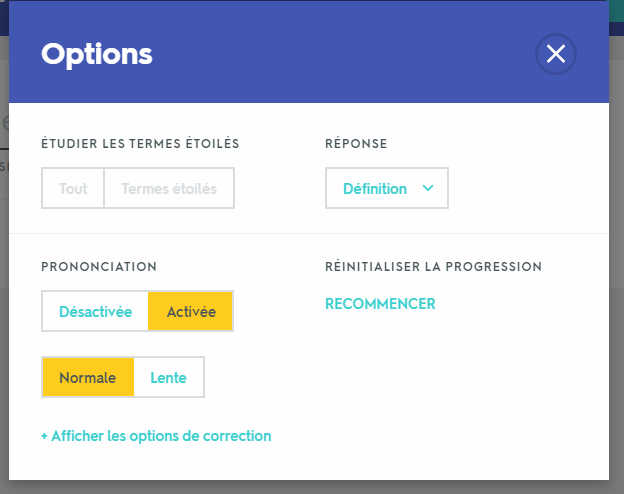 Options
ÉTUDIER LES TERMES ÉTOILÉS
Tout Termes étoilés
RÉPONSE
Définition
PRONONCIATION
Désactivée Activée
Normale Lente
+ Afficher les options de correction
RÉINITIALISER LA PROGRESSION
RECOMMENCER